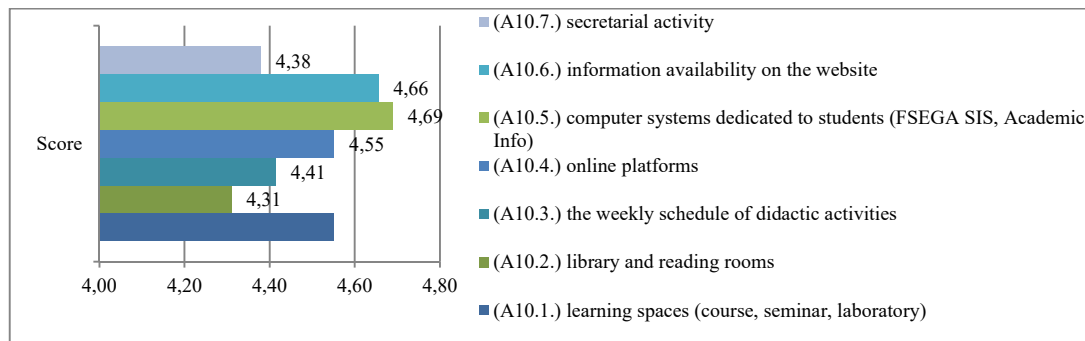 Score
4,38
4,66
4,69
4,55
4,41
4,31
4,00 4,20 4,40 4,60 4,80
(A10.7.) secretarial activity
(A10.6.) information availability on the website
(A10.5.) computer systems dedicated to students (FSEGA SIS, Academic
Info)
(A10.4.) online platforms
(A10.3.) the weekly schedule of didactic activities
(A10.2.) library and reading rooms
(A10.1.) learning spaces (course, seminar, laboratory)